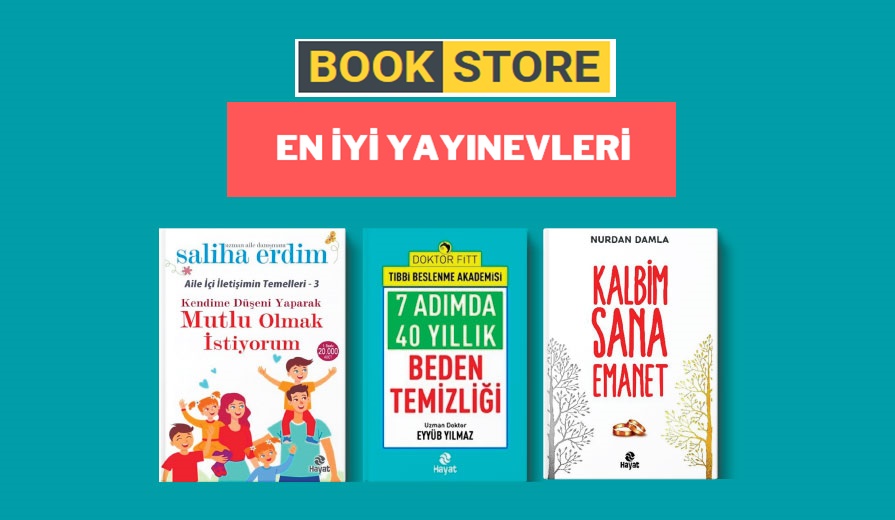 BOOK STORE
EN İYİ YAYINEVLERİ
uzman aile danışmanı
saliha erdim
Aile İçi İletişimin Temelleri - 3
Kendime Düşeni Yaparak
Mutlu Olmak
İstiyorum
20.000
Hayat
DOKTOR FITT
TIBBİ BESLENME AKADEMİSİ
7 ADIMDA
40 YILLIK
BEDEN
TEMİZLİĞİ
Uzman Doktor
EYYÜB YILMAZ
Hayat
NURDAN DAMLA
KALBİM
SANA
EMANET
Hayat